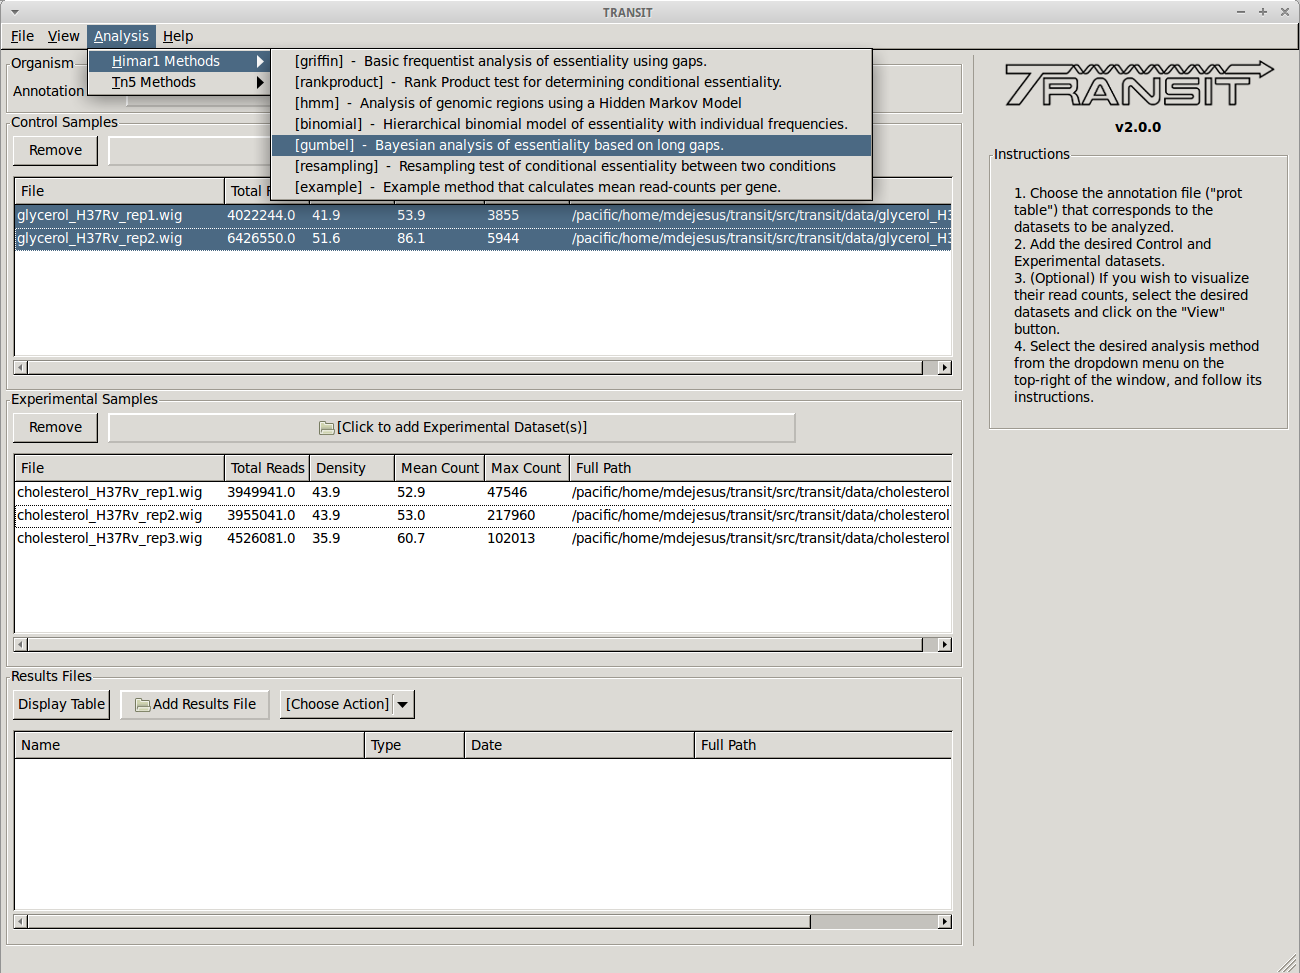 TRANSIT
File View Analysis Help
Organism
Annotation
Himar1 Methods
Tn5 Methods
[griffin] - Basic frequentist analysis of essentiality using gaps.
[rankproduct] - Rank Product test for determining conditional essentiality.
[hmm] - Analysis of genomic regions using a Hidden Markov Model
[binomial] - Hierarchical binomial model of essentiality with individual frequencies.
[gumbel] - Bayesian analysis of essentiality based on long gaps.
[resampling] - Resampling test of conditional essentiality between two conditions
[example] - Example method that calculates mean read-counts per gene.
Control Samples
Remove
File Total F
glycerol_H37Rv_rep1.wig 4022244.0 41.9 53.9 3855 /pacific/home/mdejesus/transit/src/transit/data/glycerol_H3
glycerol_H37Rv_rep2.wig 6426550.0 51.6 86.1 5944 /pacific/home/mdejesus/transit/src/transit/data/glycerol_H3
Experimental Samples
Remove [Click to add Experimental Dataset(s)]
File Total Reads Density Mean Count Max Count Full Path
cholesterol_H37Rv_rep1.wig 3949941.0 43.9 52.9 47546 /pacific/home/mdejesus/transit/src/transit/data/cholesterol
cholesterol_H37Rv_rep2.wig 3955041.0 43.9 53.0 217960 /pacific/home/mdejesus/transit/src/transit/data/cholesterol
cholesterol_H37Rv_rep3.wig 4526081.0 35.9 60.7 102013 /pacific/home/mdejesus/transit/src/transit/data/cholesterol
Results Files
Display Table Add Results File [Choose Action]
Name Type Date Full Path
TRANSIT
v2.0.0
Instructions
1. Choose the annotation file ("prot
table") that corresponds to the
datasets to be analyzed.
2. Add the desired Control and
Experimental datasets.
3. (Optional) If you wish to visualize
their read counts, select the desired
datasets and click on the "View"
button.
4. Select the desired analysis method
from the dropdown menu on the
top-right of the window, and follow its
instructions.